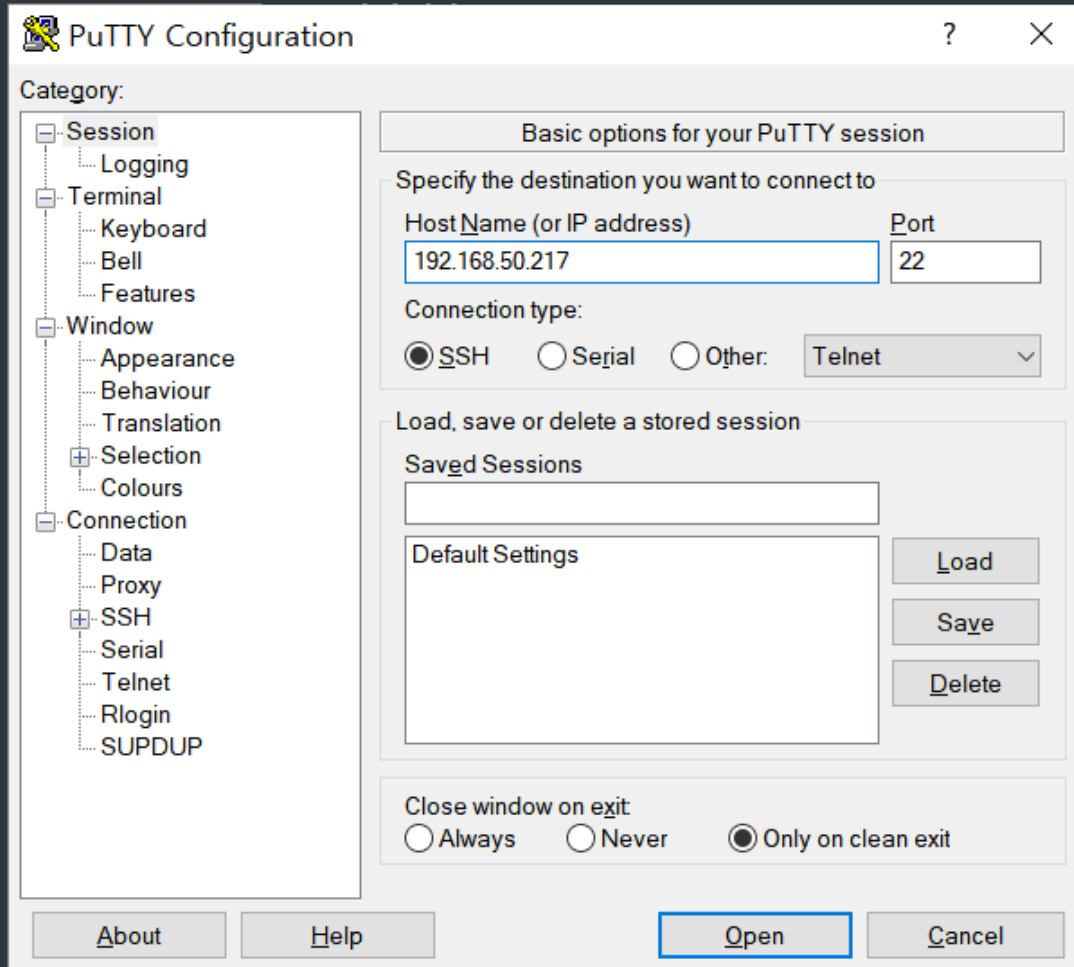 PuTTY Configuration
?
Category:
Session
Logging
Terminal
Keyboard
Bell
Features
Window
Appearance
Behaviour
Translation
Selection
Colours
Connection
Data
Proxy
SSH
Serial
Telnet
Rlogin
SUPDUP
Basic options for your PuTTY session
Specify the destination you want to connect to
Host Name (or IP address) Port
192.168.50.217 22
Connection type:
SSH Serial Other: Telnet
Load, save or delete a stored session
Saved Sessions
Default Settings
Load
Save
Delete
Close window on exit:
Always Never Only on clean exit
About Help Open Cancel